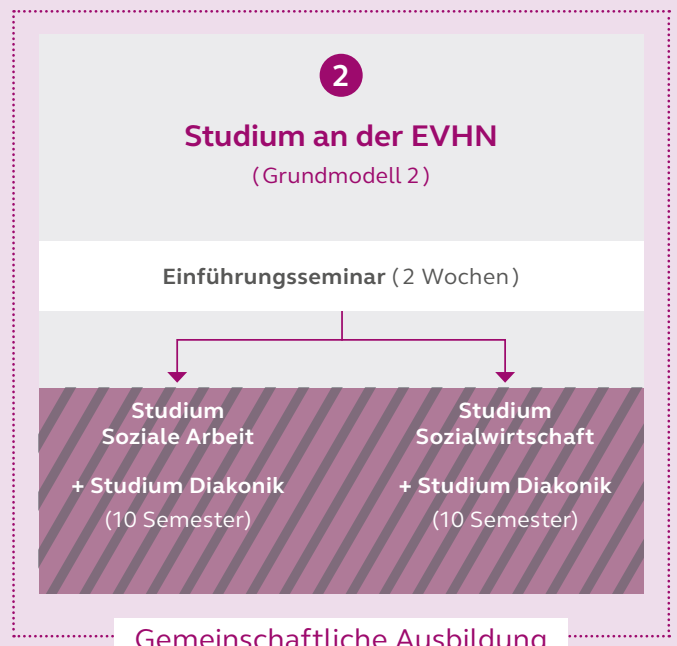 2
Studium an der EVHN
(Grundmodell 2)
Einführungsseminar (2 Wochen)
Studium
Soziale Arbeit
+ Studium Diakonik
(10 Semester)
Studium
Sozialwirtschaft
+ Studium Diakonik
(10 Semester)
Gemeinschaftliche Ausbildung